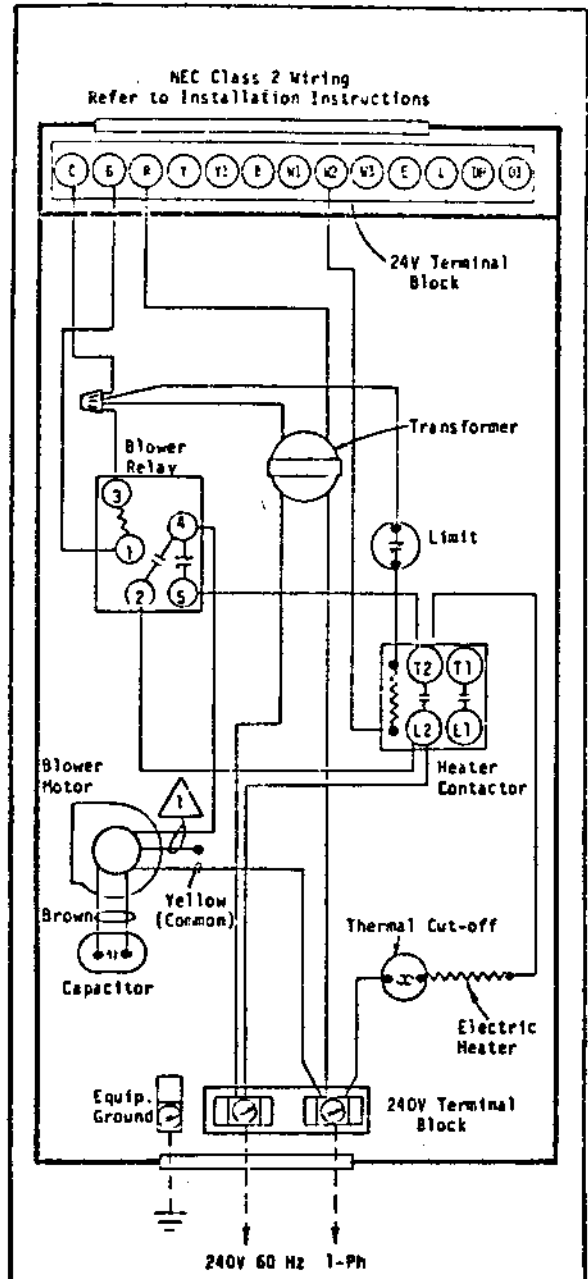 NEC Class 2 Wiring
Refer to Installation Instructions
C G R Y Y1 W1 W2 W3 E
24V Terminal
Block
Transformer
Blower
Relay
3
4
1
Limit
2 5
T2 T1
L2 L1
Heater
Contactor
Blower
Motor
1
Yellow
(Common)
Brown
Thermal Cut-off
Capacitor
Electric
Heater
Equip.
Ground
240V Terminal
Block
240V 60 Hz 1-Ph